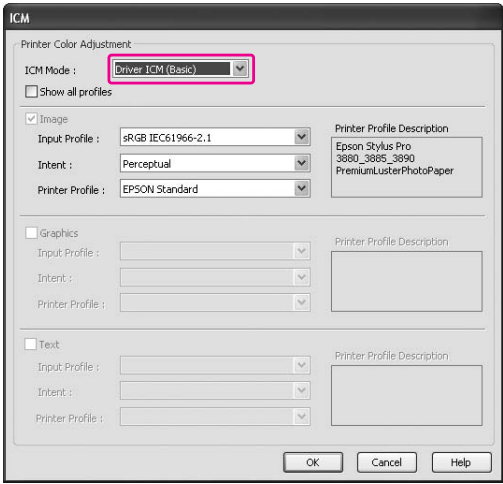 ICM
Printer Color Adjustment
ICM Mode :
Driver ICM (Basic)
Show all profiles
Image
Input Profile :
sRGB IEC61966-2.1
Intent :
Perceptual
Printer Profile :
EPSON Standard
Printer Profile Description
Epson Stylus Pro
3880_3885_3890
PremiumLusterPhotoPaper
Graphics
Input Profile :
Intent :
Printer Profile :
Printer Profile Description
Text
Input Profile :
Intent :
Printer Profile :
Printer Profile Description
OK
Cancel
Help